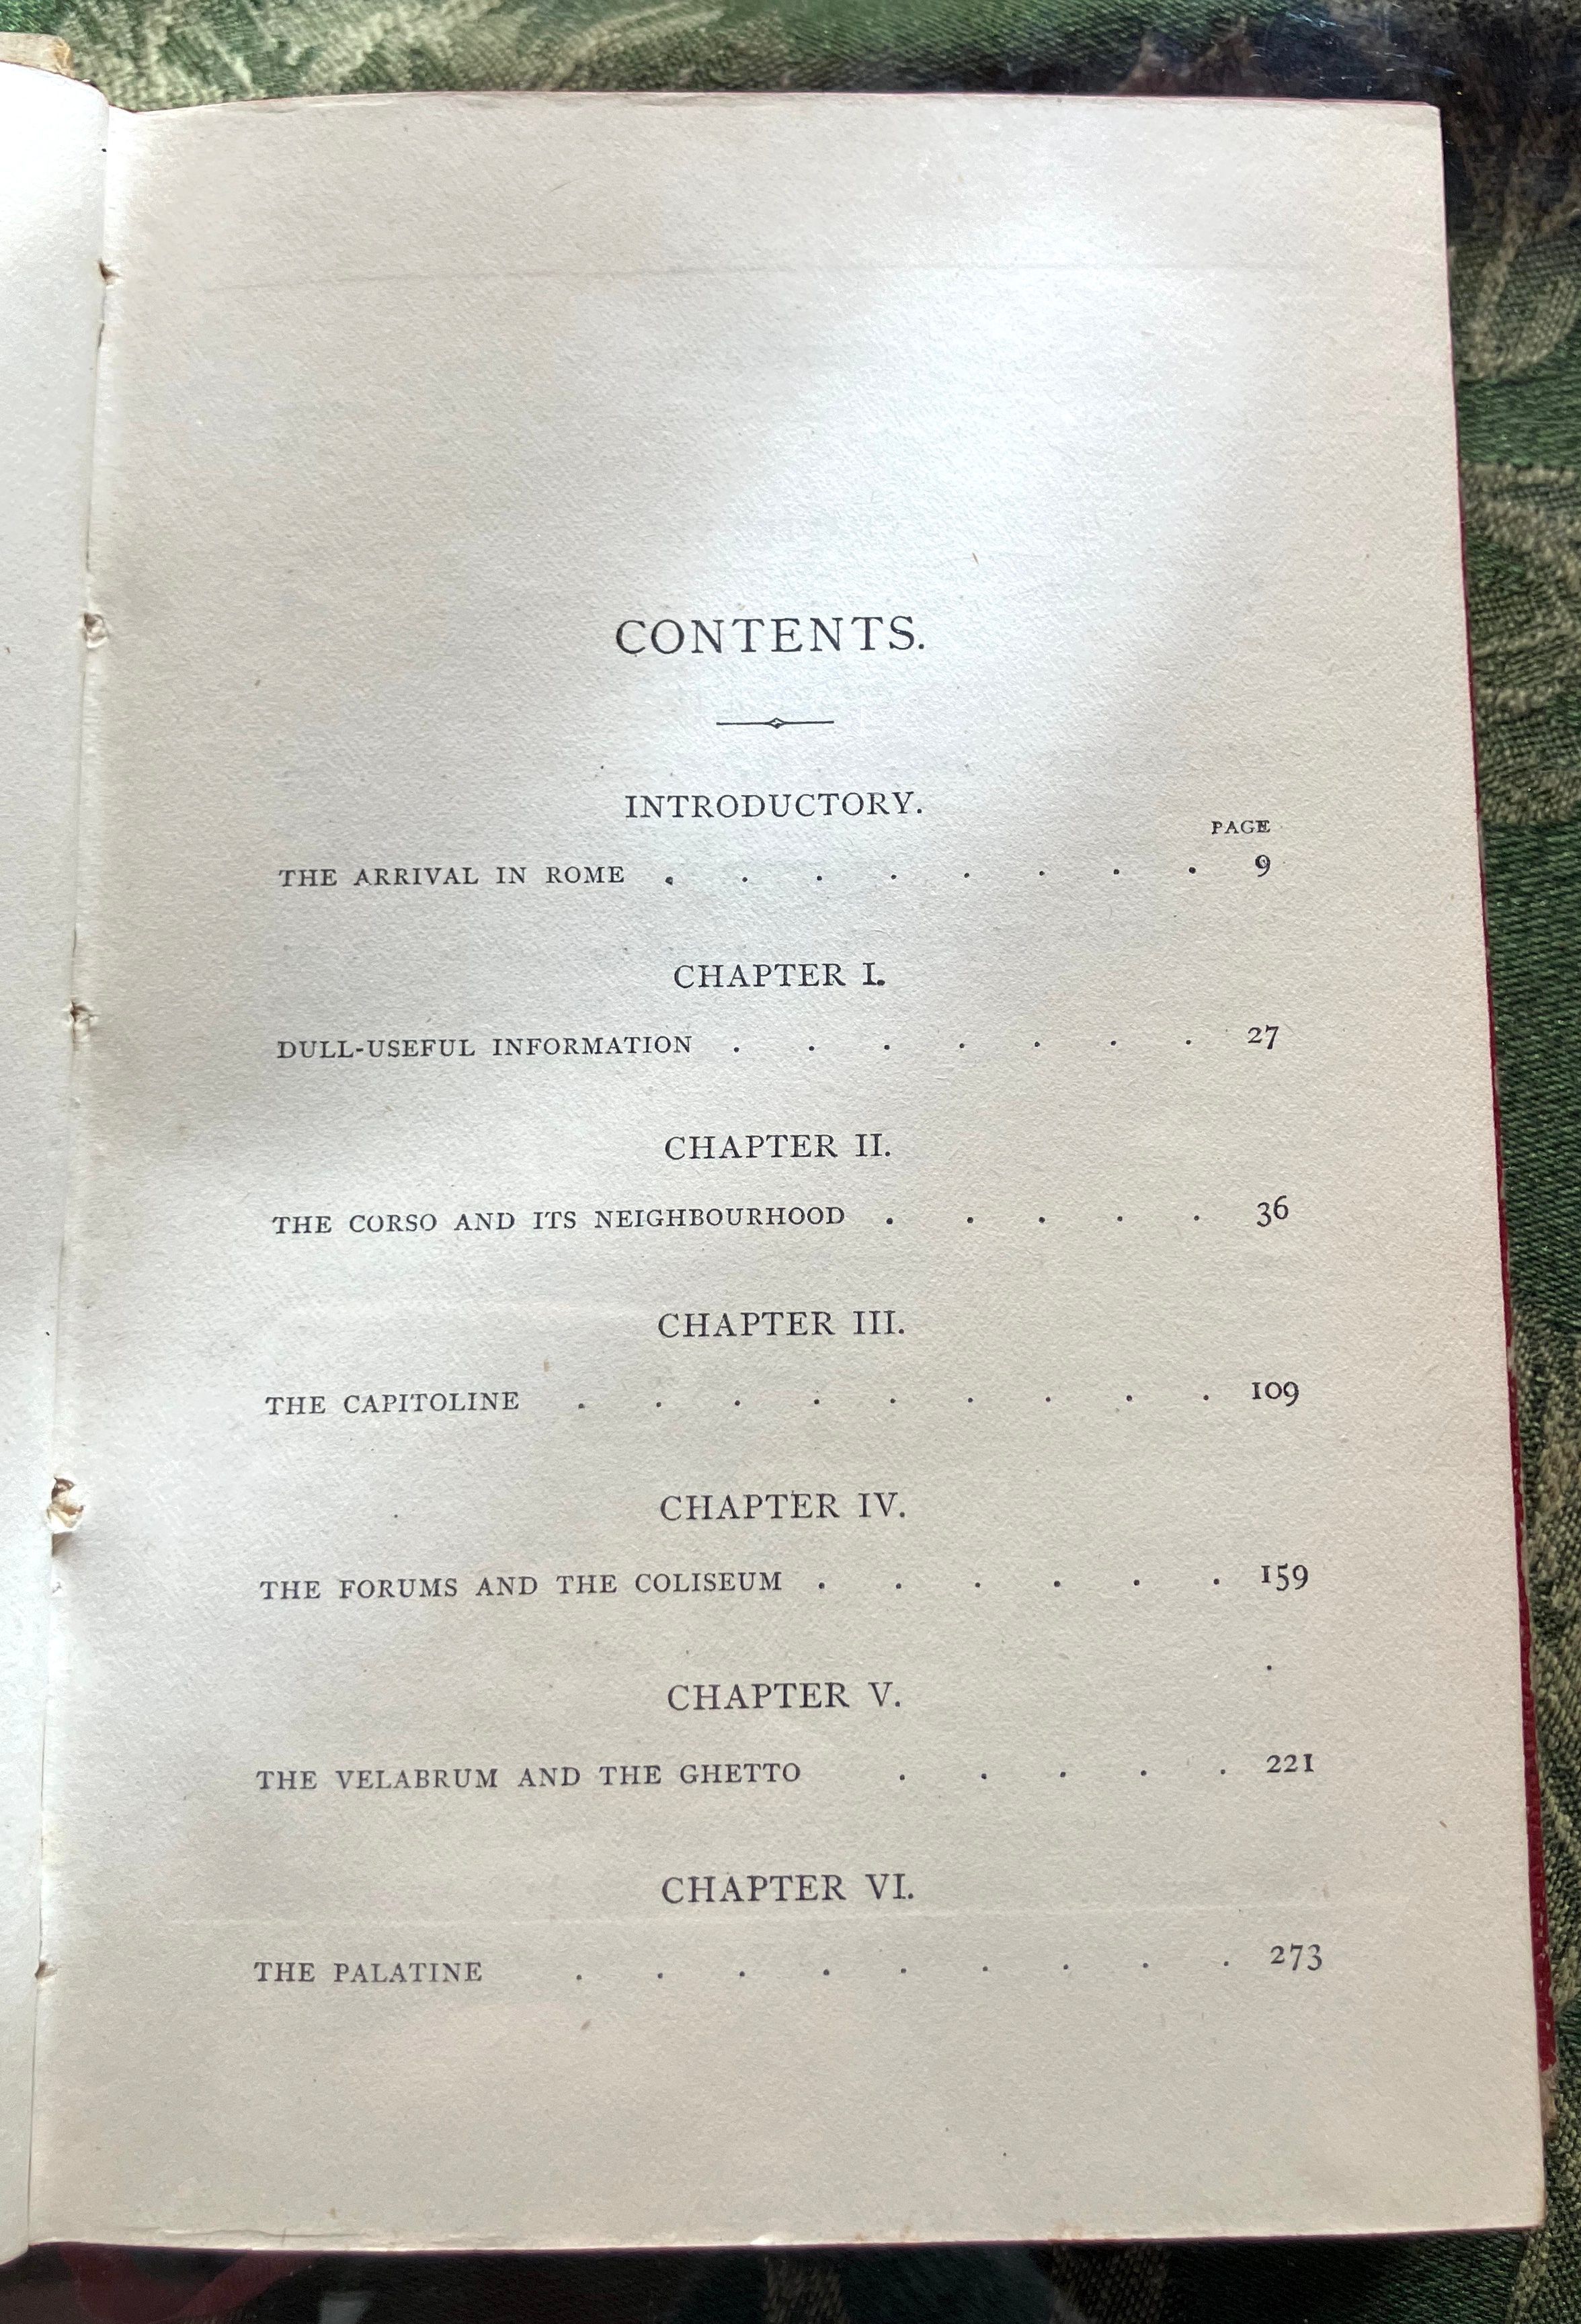 CONTENTS.
INTRODUCTORY.
PAGE
THE ARRIVAL IN ROME . . . . . . . . 9
CHAPTER I.
DULL-USEFUL INFORMATION . . . . . . . 27
CHAPTER II.
THE CORSO AND ITS NEIGHBOURHOOD . . . . . 36
CHAPTER III.
THE CAPITOLINE . . . . . . . . . 109
CHAPTER IV.
THE FORUMS AND THE COLISEUM . . . . . . 159
CHAPTER V.
THE VELABRUM AND THE GHETTO . . . . . 221
CHAPTER VI.
THE PALATINE . . . . . . . . . 273